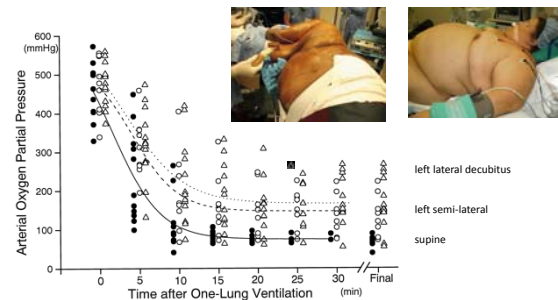 600
(mmHg)
500
400
300
200
100
0
Arterial Oxygen Partial Pressure
0 5 10 15 20 25 30 Final
(min)
Time after One-Lung Ventilation
left lateral decubitus
left semi-lateral
supine